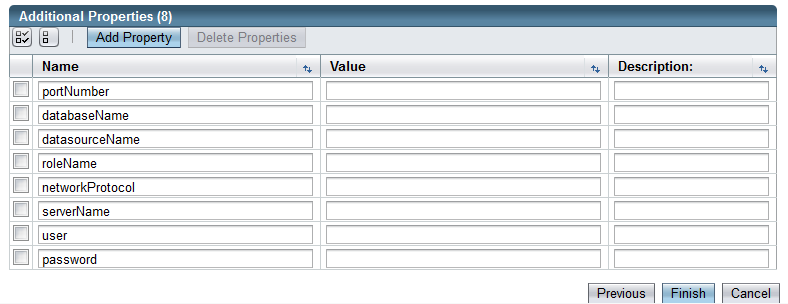 Additional Properties (8)
Add Property Delete Properties
Name Value Description:
portNumber
databaseName
datasourceName
roleName
networkProtocol
serverName
user
password
Previous Finish Cancel